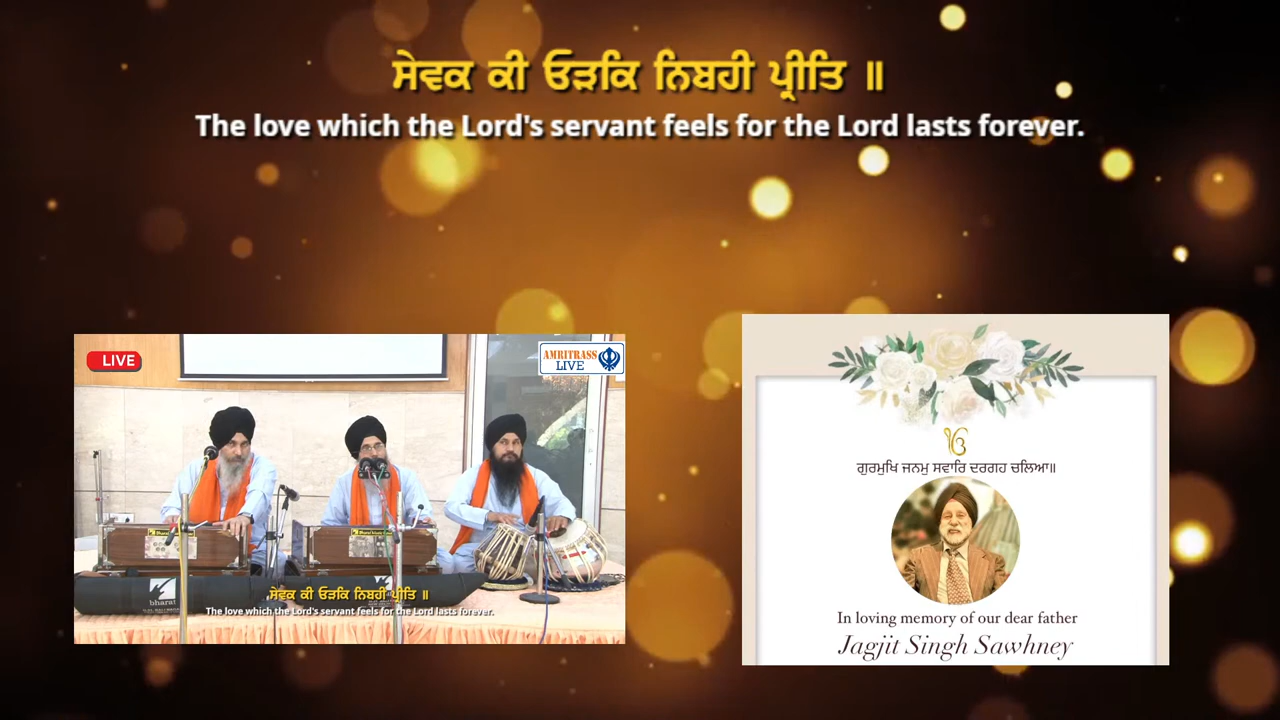 ਸੇਵਕ ਕੀ ਓੜਕਿ ਨਿਬਹੀ ਪ੍ਰੀਤਿ ॥
The love which the Lord's servant feels for the Lord lasts forever.
LIVE
AMRITRASS
LIVE
bharat
ਸੇਵਕ ਕੀ ਓੜਕਿ ਨਿਬਹੀ ਪ੍ਰੀਤਿ ॥
The love which the Lord's servant feels for the Lord lasts forever.
ੴ
ਗੁਰਮੁਖਿ ਜਨਮੁ ਸਵਾਰਿ ਦਰਗਹ ਚਲਿਆ॥
In loving memory of our dear father
Jagjit Singh Sawhney